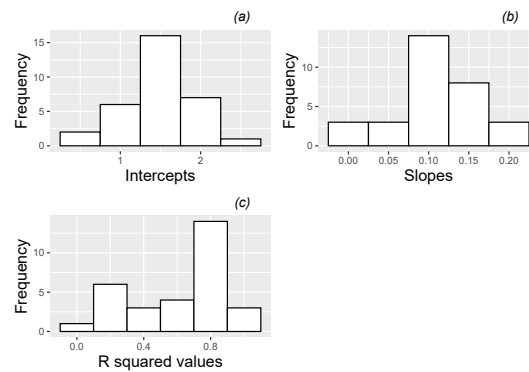 (a)
Frequency
15
10
5
0
1 2
Intercepts
(b)
Frequency
10
5
0
0.00 0.05 0.10 0.15 0.20
Slopes
(c)
Frequency
10
5
0
0.0 0.4 0.8
R squared values